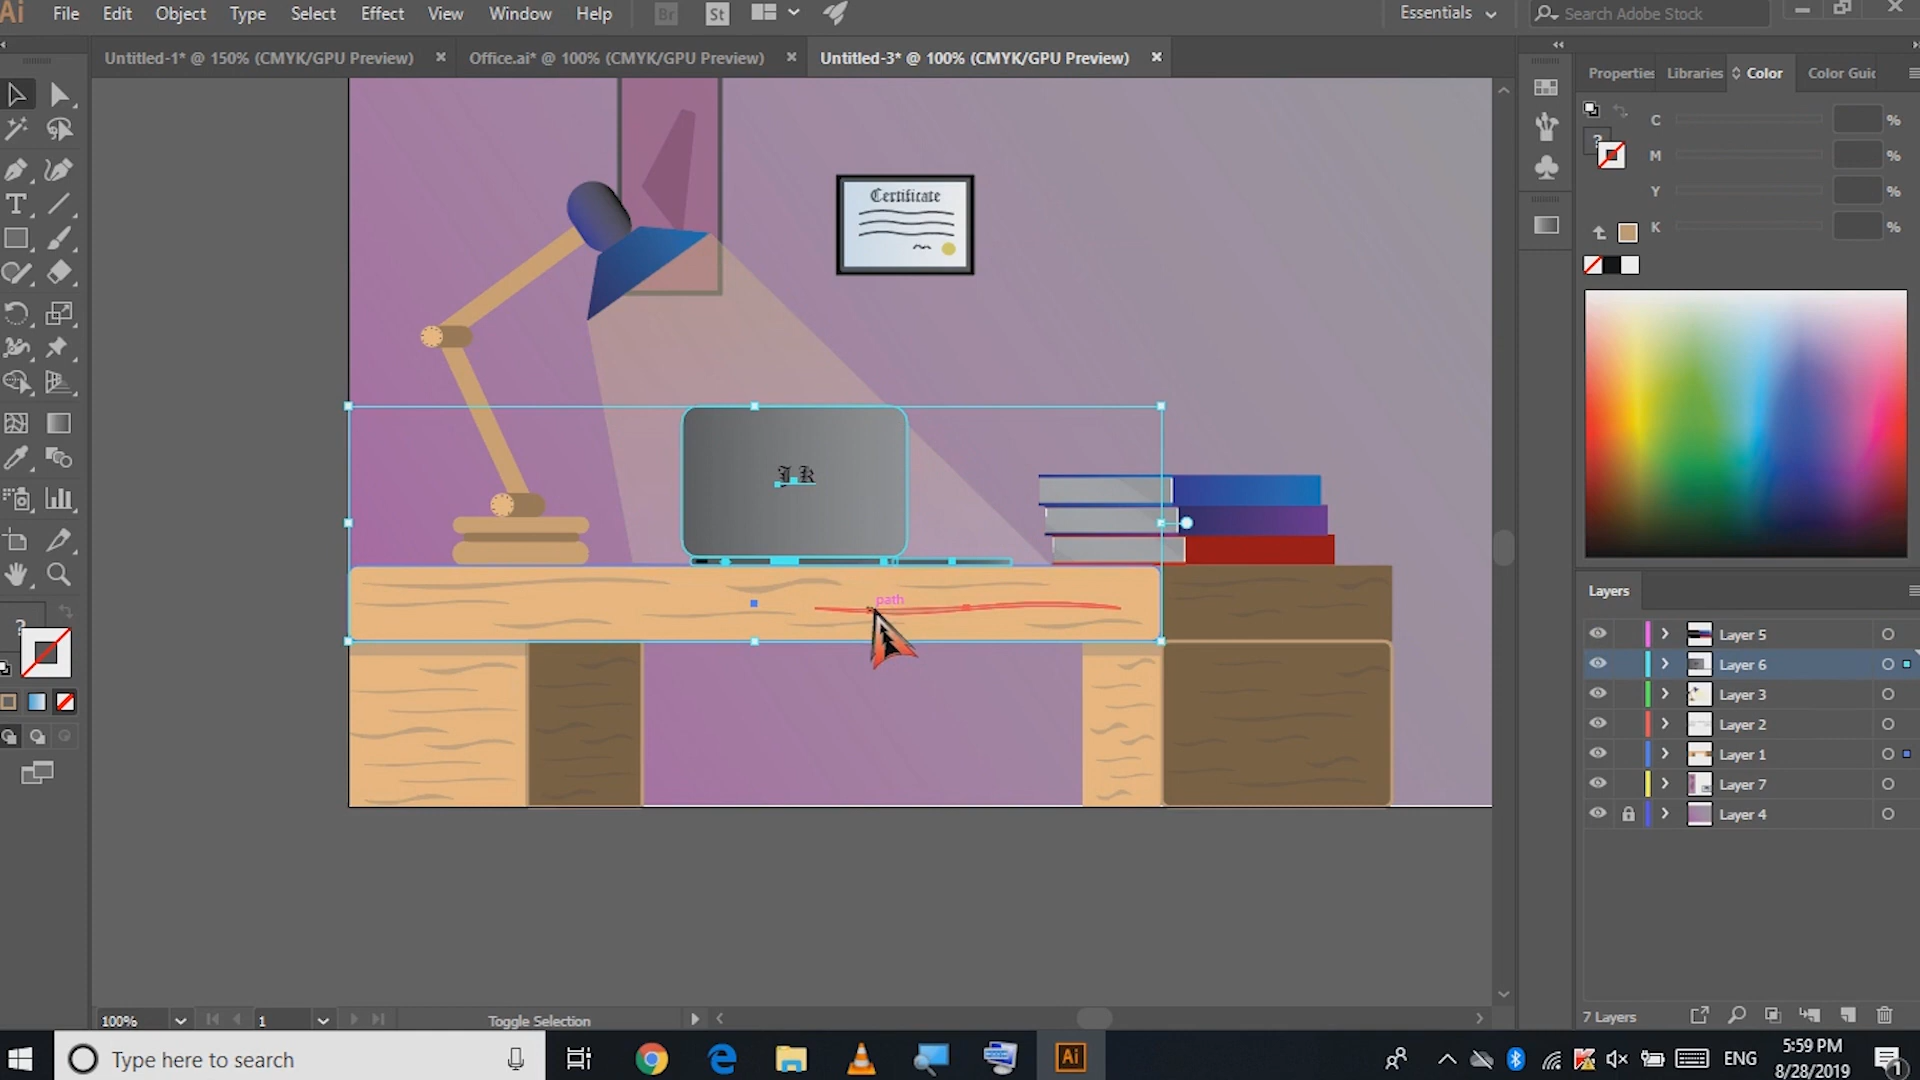 Ai File Edit Object Type Select Effect View Window Help Br St Essentials Search Adobe Stock
Untitled-1* @ 150% (CMYK/GPU Preview) Office.ai* @ 100% (CMYK/GPU Preview) Untitled-3* @ 100% (CMYK/GPU Preview)
Properties Libraries Color Color Guid
C %
M %
Y %
K %
Certificate
J K
path
Layers
Layer 5
Layer 6
Layer 3
Layer 2
Layer 1
Layer 7
Layer 4
7 Layers
100% 1 Toggle Selection
Type here to search
Ai
ENG
5:59 PM
8/28/2019
1